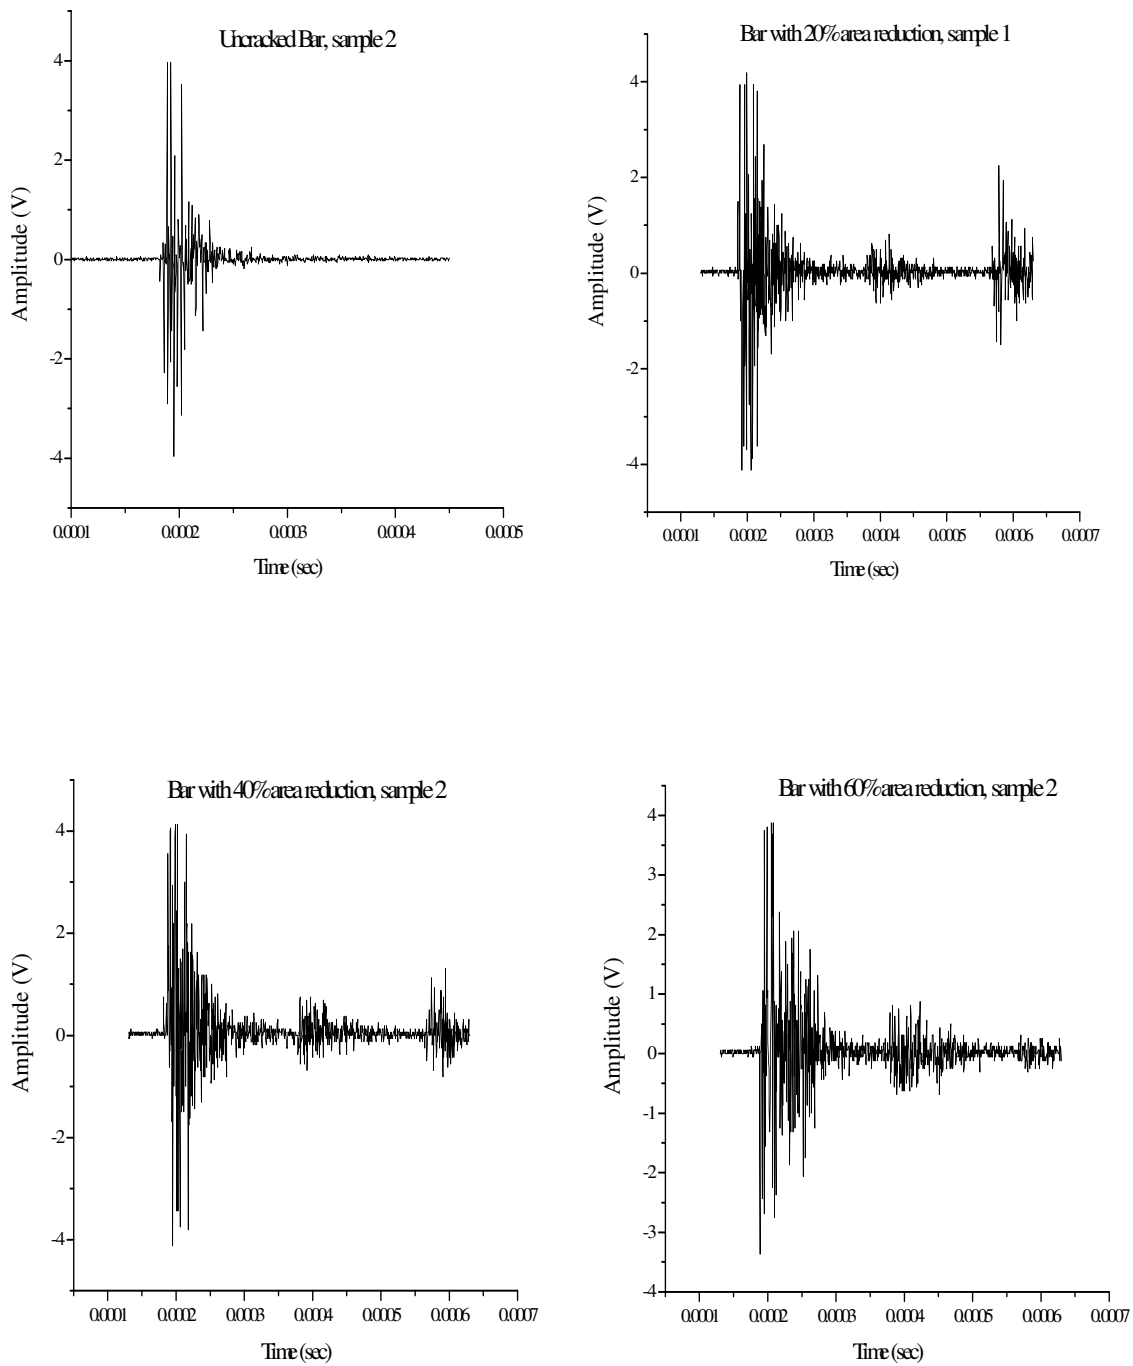 Uncracked Bar, sample 2
4
2
0
-2
-4
Amplitude (V)
0.0001 0.0002 0.0003 0.0004 0.0005
Time (sec)
Bar with 20% area reduction, sample 1
4
2
0
-2
-4
Amplitude (V)
0.0001 0.0002 0.0003 0.0004 0.0005 0.0006 0.0007
Time (sec)
Bar with 40% area reduction, sample 2
4
2
0
-2
-4
Amplitude (V)
0.0001 0.0002 0.0003 0.0004 0.0005 0.0006 0.0007
Time (sec)
Bar with 60% area reduction, sample 2
4
3
2
1
0
-1
-2
-3
-4
Amplitude (V)
0.0001 0.0002 0.0003 0.0004 0.0005 0.0006 0.0007
Time (sec)